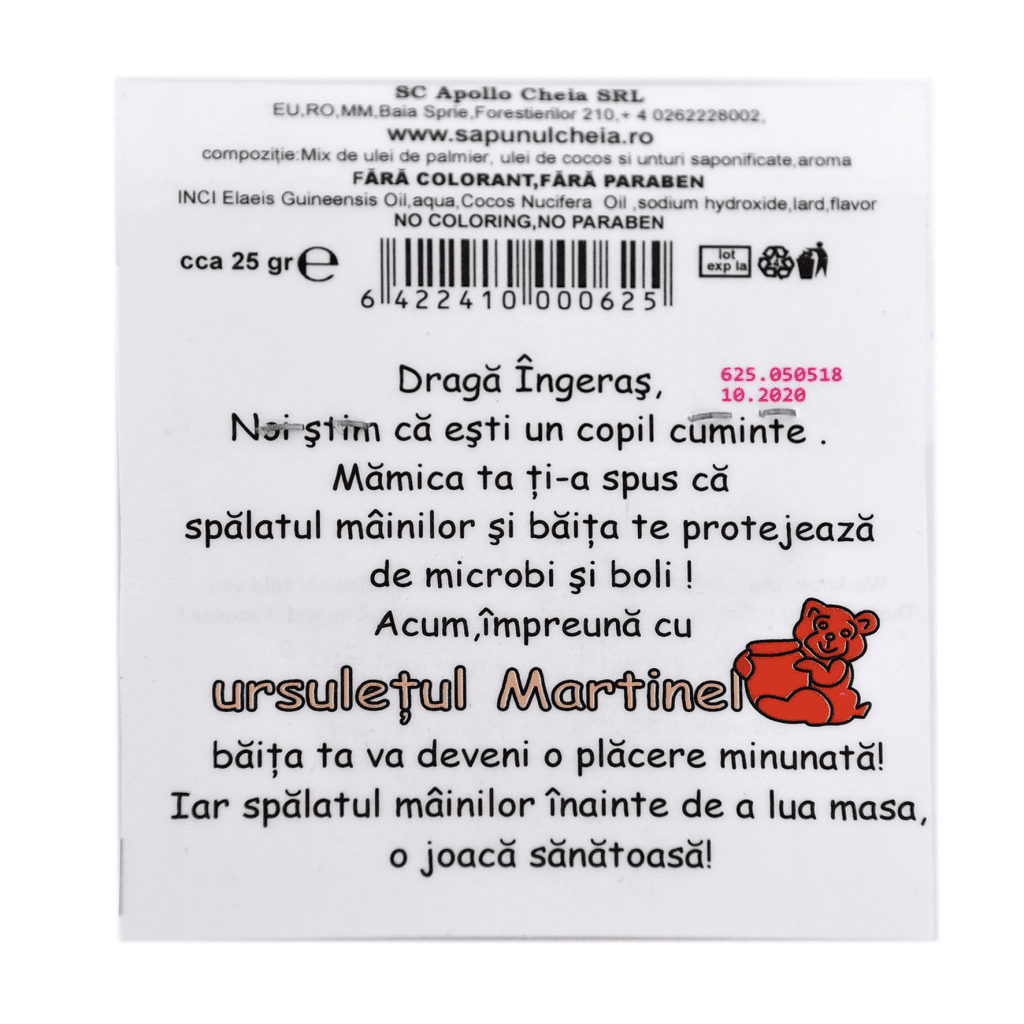 SC Apollo Cheia SRL
EU,RO,MM,Baia Sprie,Forestierilor 210,+ 4 0262228002,
www.sapunulcheia.ro
compoziție:Mix de ulei de palmier, ulei de cocos si unturi saponificate,aroma
FĂRĂ COLORANT,FĂRĂ PARABEN
INCI Elaeis Guineensis Oil,aqua,Cocos Nucifera Oil ,sodium hydroxide,lard,flavor
NO COLORING,NO PARABEN
cca 25 gr e
lot
exp la
6 422410 000625
Dragă Îngeraș,
625.050518
10.2020
Noi știm că ești un copil cuminte .
Mămica ta ți-a spus că
spălatul mâinilor și băița te protejează
de microbi și boli !
Acum,împreună cu
ursulețul Martinel
băița ta va deveni o plăcere minunată!
Iar spălatul mâinilor înainte de a lua masa,
o joacă sănătoasă!